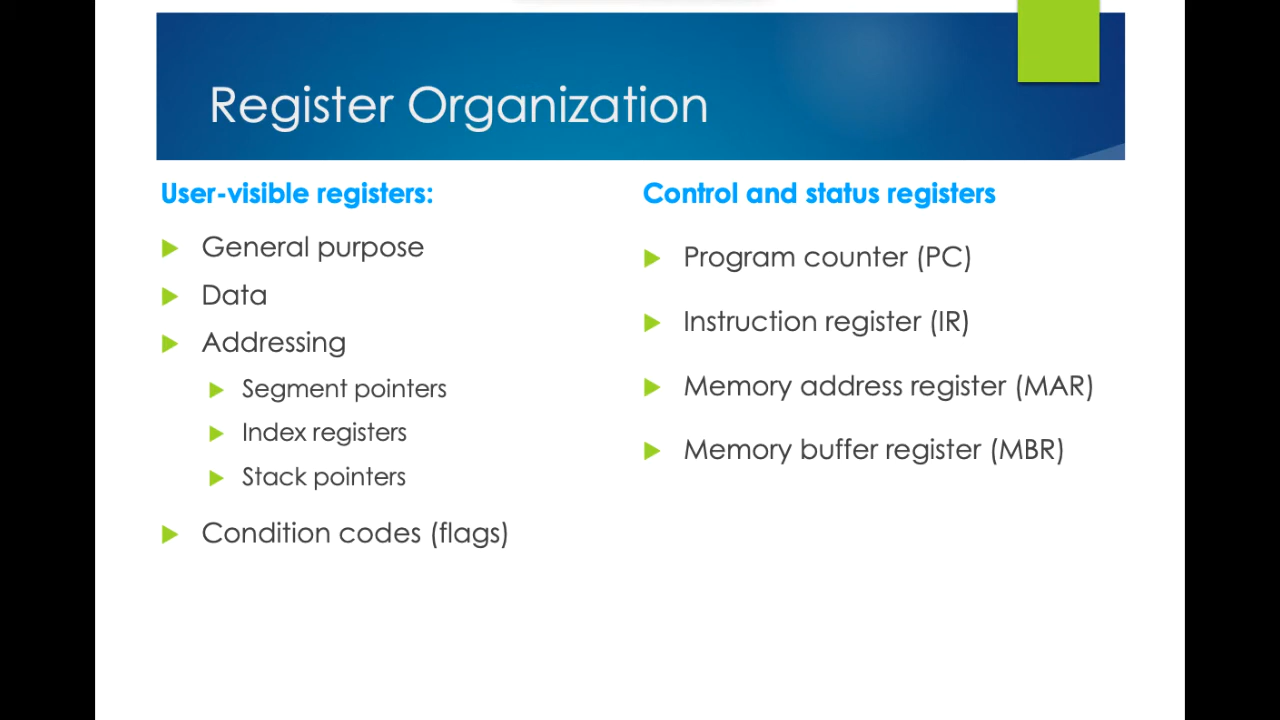 Register Organization
User-visible registers:
General purpose
Data
Addressing
Segment pointers
Index registers
Stack pointers
Condition codes (flags)
Control and status registers
Program counter (PC)
Instruction register (IR)
Memory address register (MAR)
Memory buffer register (MBR)